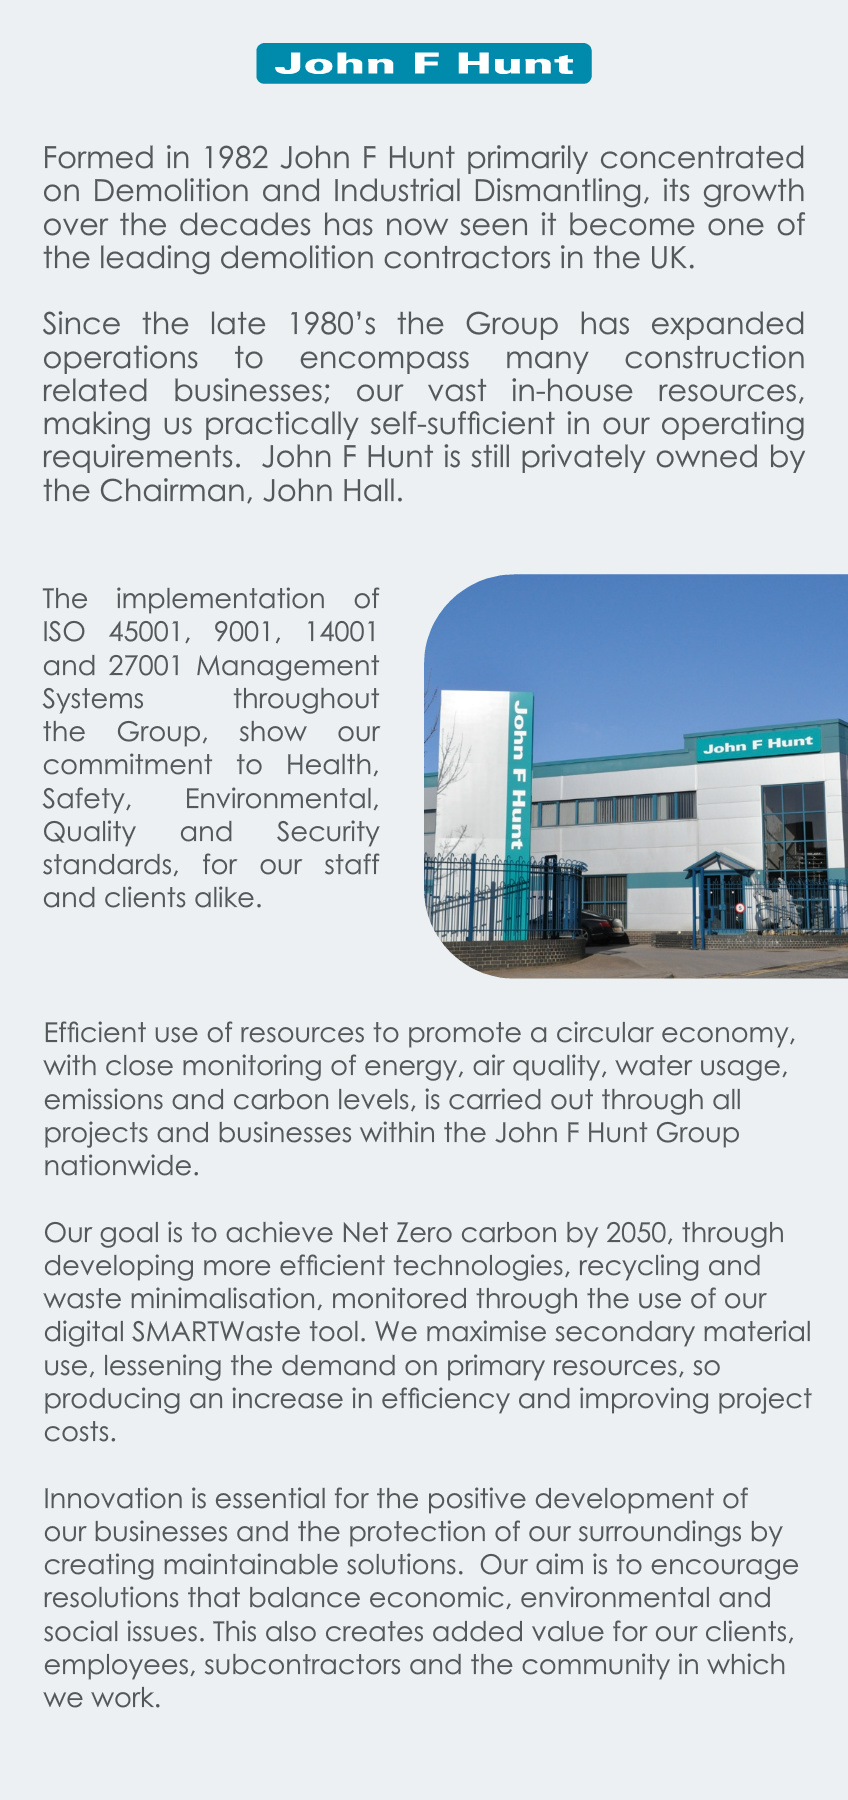 John F Hunt
Formed in 1982 John F Hunt primarily concentrated
on Demolition and Industrial Dismantling, its growth
over the decades has now seen it become one of
the leading demolition contractors in the UK.
Since the late 1980's the Group has expanded
operations to encompass many construction
related businesses; our vast in-house resources,
making us practically self-sufficient in our operating
requirements.  John F Hunt is still privately owned by
the Chairman, John Hall.
The implementation of
ISO 45001, 9001, 14001
and 27001 Management
Systems throughout
the Group, show our
commitment to Health,
Safety, Environmental,
Quality and Security
standards, for our staff
and clients alike.
John F Hunt
John F Hunt
Efficient use of resources to promote a circular economy,
with close monitoring of energy, air quality, water usage,
emissions and carbon levels, is carried out through all
projects and businesses within the John F Hunt Group
nationwide.
Our goal is to achieve Net Zero carbon by 2050, through
developing more efficient technologies, recycling and
waste minimalisation, monitored through the use of our
digital SMARTWaste tool. We maximise secondary material
use, lessening the demand on primary resources, so
producing an increase in efficiency and improving project
costs.
Innovation is essential for the positive development of
our businesses and the protection of our surroundings by
creating maintainable solutions.  Our aim is to encourage
resolutions that balance economic, environmental and
social issues. This also creates added value for our clients,
employees, subcontractors and the community in which
we work.